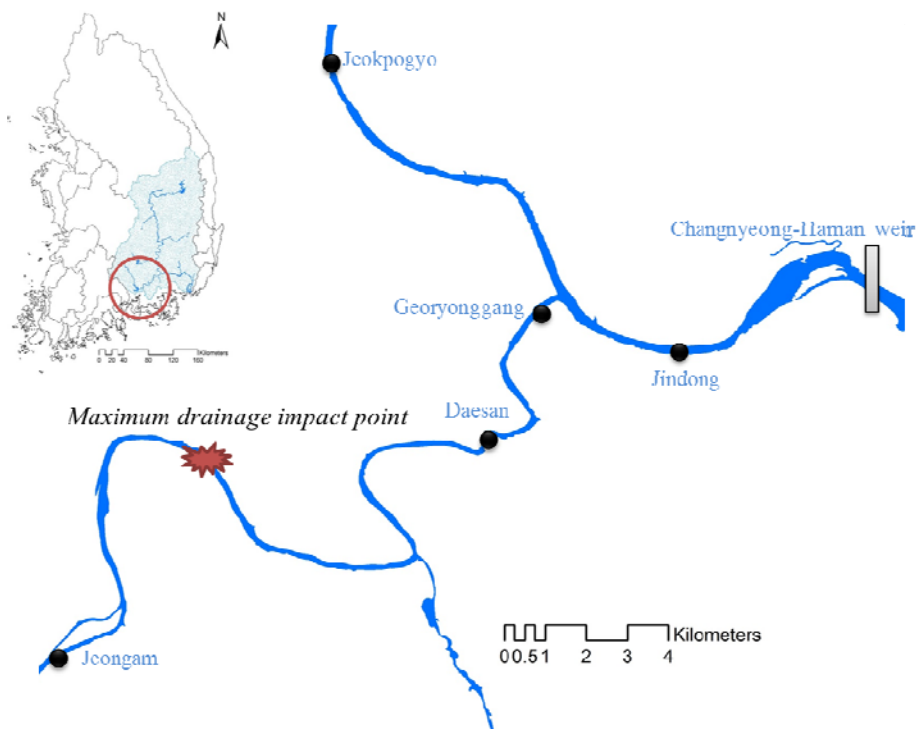 N
Jeokpogyo
Changnyeong-Haman weir
Georyonggang
Jindong
Kilometers
0 20 40 80 120 160
Maximum drainage impact point
Daesan
Kilometers
0 0.5 1 2 3 4
Jeongam